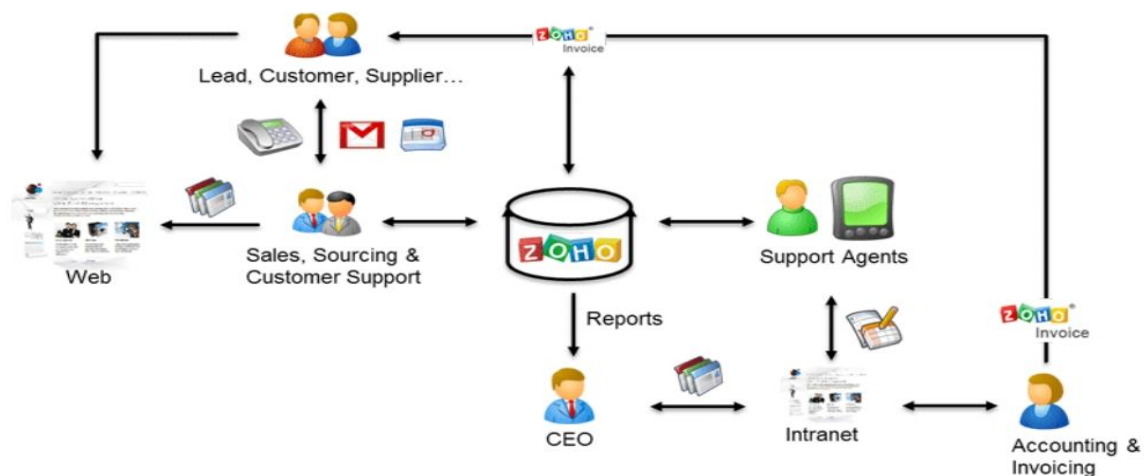 ZOHO
Invoice
Lead, Customer, Supplier...
Web
Sales, Sourcing &
Customer Support
ZOHO
Support Agents
Reports
ZOHO
Invoice
CEO
Intranet
Accounting &
Invoicing